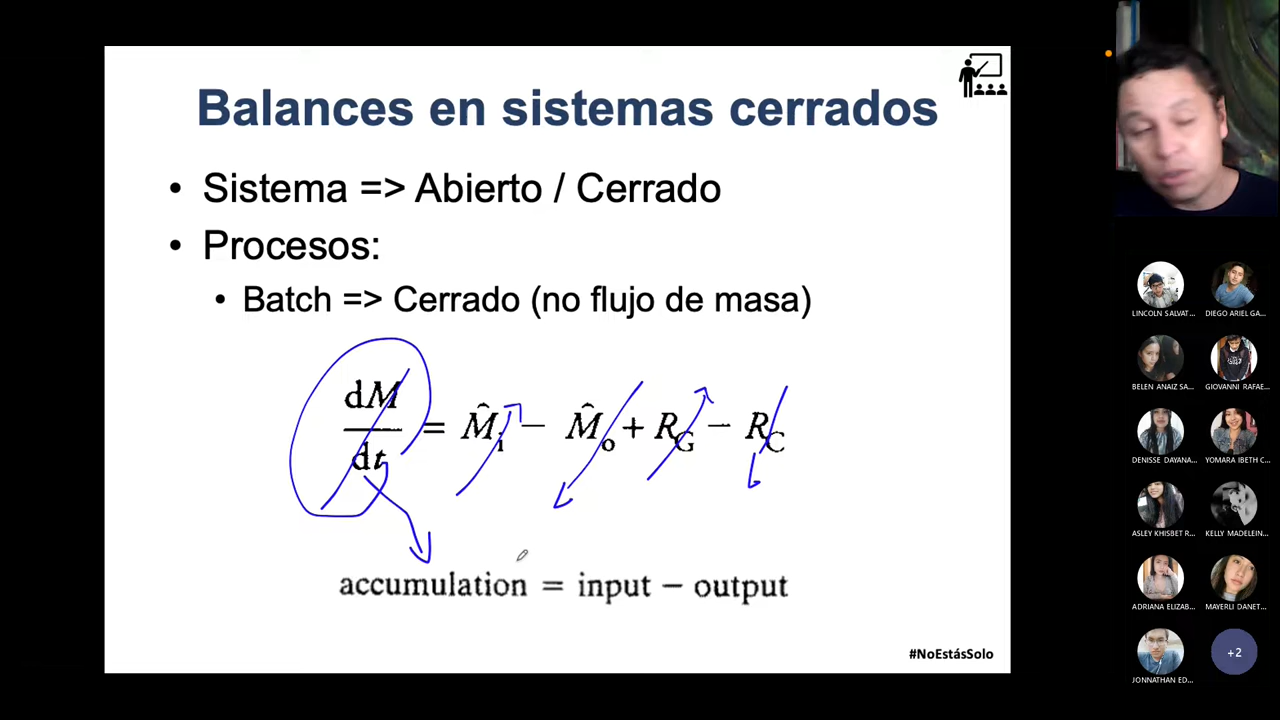 Balances en sistemas cerrados
• Sistema => Abierto / Cerrado
• Procesos:
• Batch => Cerrado (no flujo de masa)
dM/dt = M̂i − M̂o + RG − RC
accumulation = input − output
#NoEstásSolo
LINCOLN SALVAT...
DIEGO ARIEL GA...
BELEN ANAIZ SA...
GIOVANNI RAFAE...
DENISSE DAYANA...
YOMARA IBETH C...
ASLEY KHISBET R...
KELLY MADELEIN...
ADRIANA ELIZAB...
MAYERLI DANET...
JONNATHAN ED...
+2